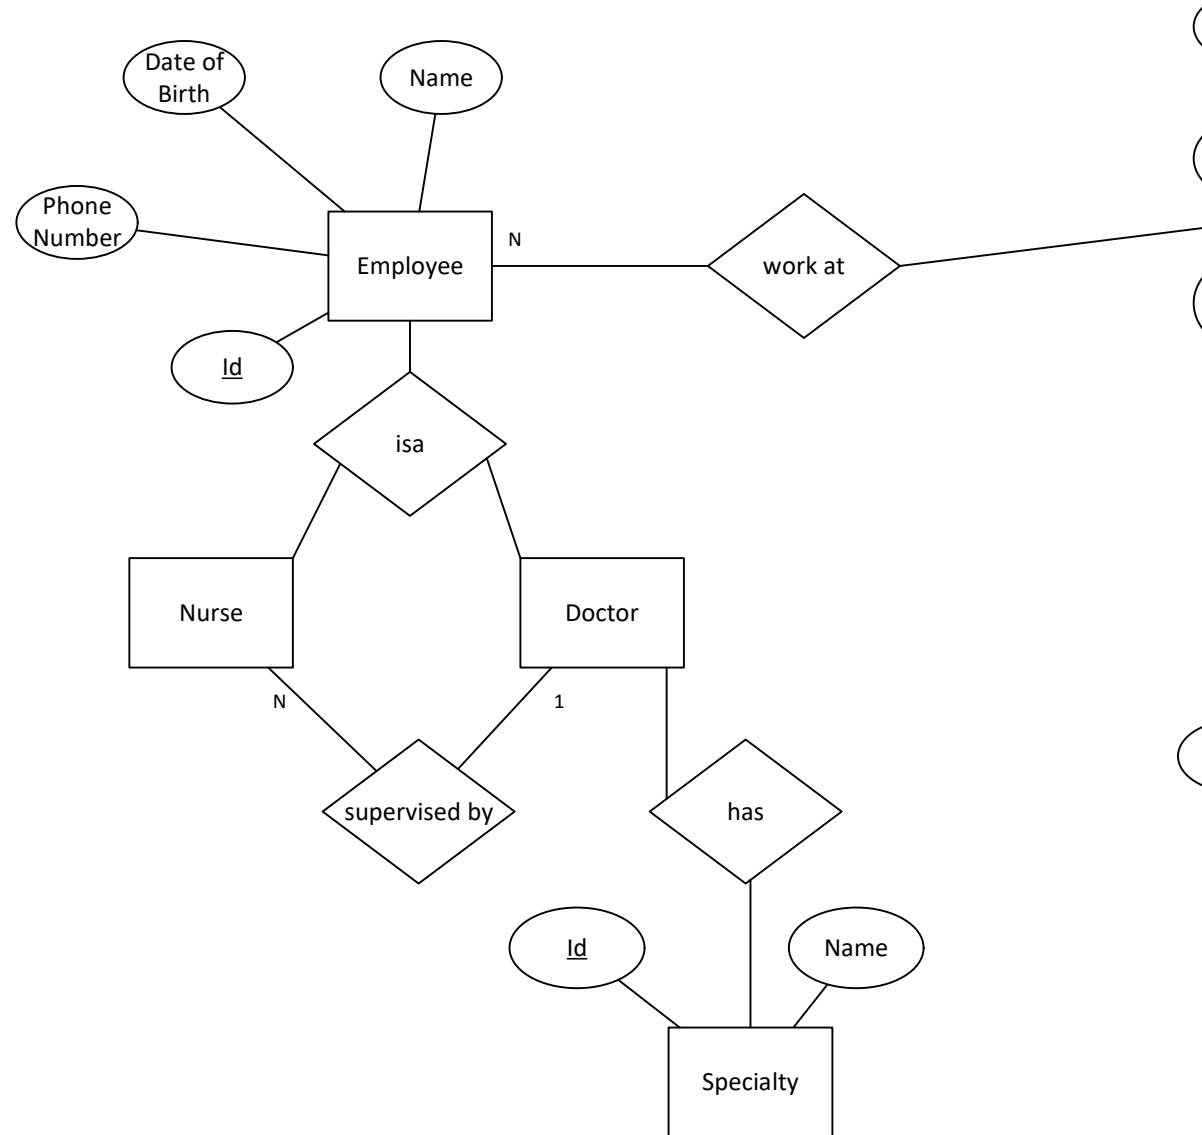 Date of
Birth
Name
Phone
Number
N
Employee
work at
Id
isa
Nurse
Doctor
N
1
supervised by
has
Id
Name
Specialty